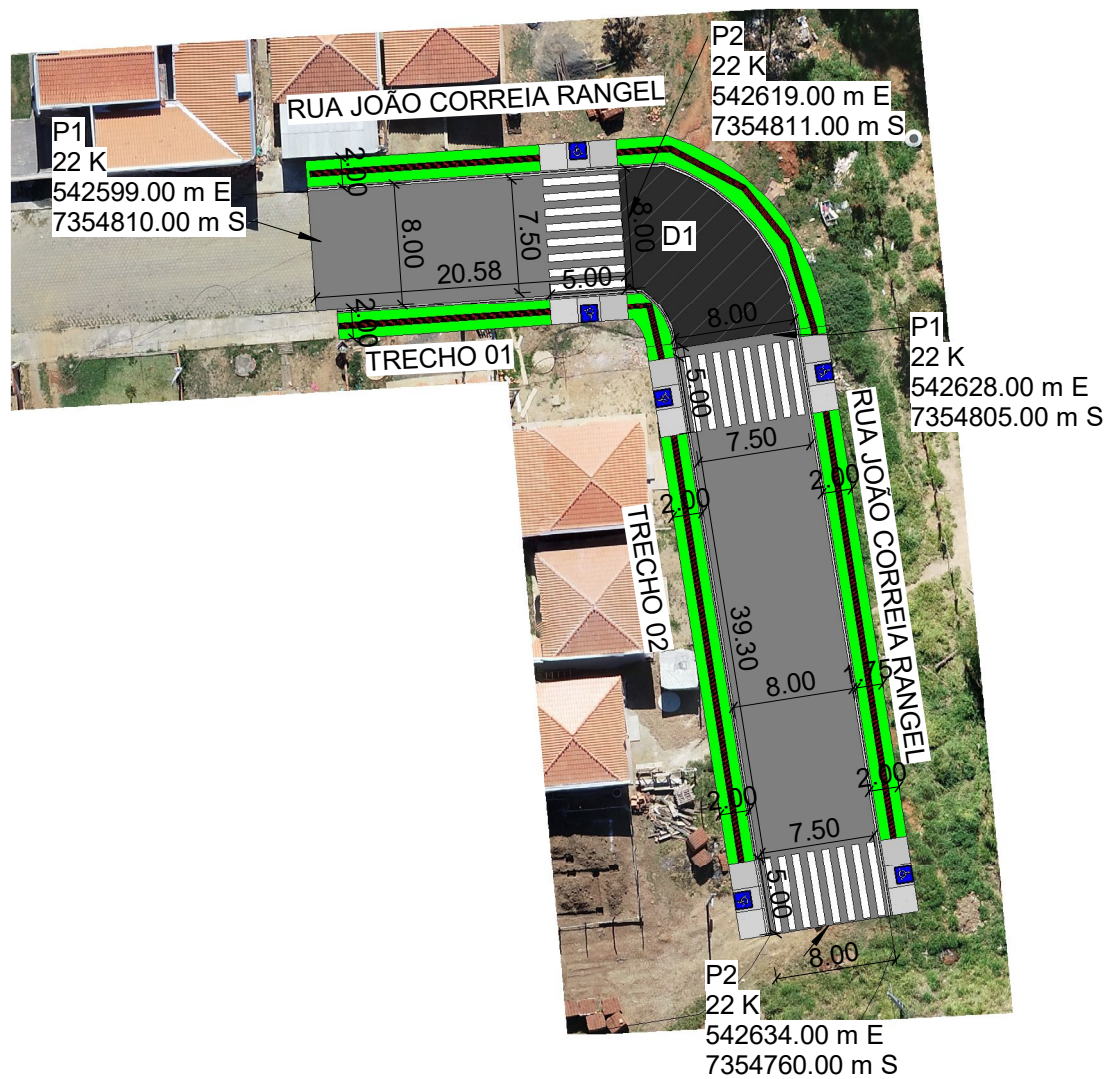 P2
22 K
542619.00 m E
7354811.00 m S
RUA JOÃO CORREIA RANGEL
P1
22 K
542599.00 m E
7354810.00 m S
2.00
8.00
7.50
8.00
D1
20.58
5.00
2.00
TRECHO 01
8.00
P1
22 K
542628.00 m E
7354805.00 m S
5.00
7.50
2.00
2.00
RUA JOÃO CORREIA RANGEL
TRECHO 02
39.30
8.00
2.00
2.00
7.50
5.00
8.00
P2
22 K
542634.00 m E
7354760.00 m S